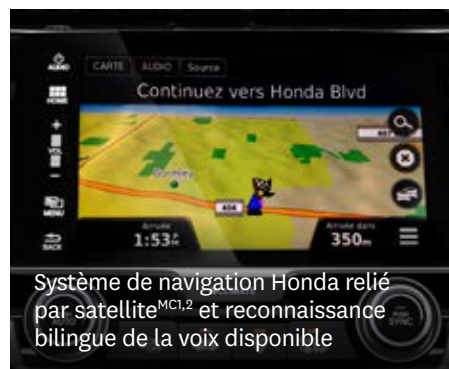 CARTE AUDIO Source
AUDIO
Continuez vers Honda Blvd
HOME
VOL
Gormley
404
MENU
Arrivée
1:53
Arrivée dans
350m
BACK
Système de navigation Honda relié
par satelliteMC1,2 et reconnaissance
bilingue de la voix disponible
SYNC